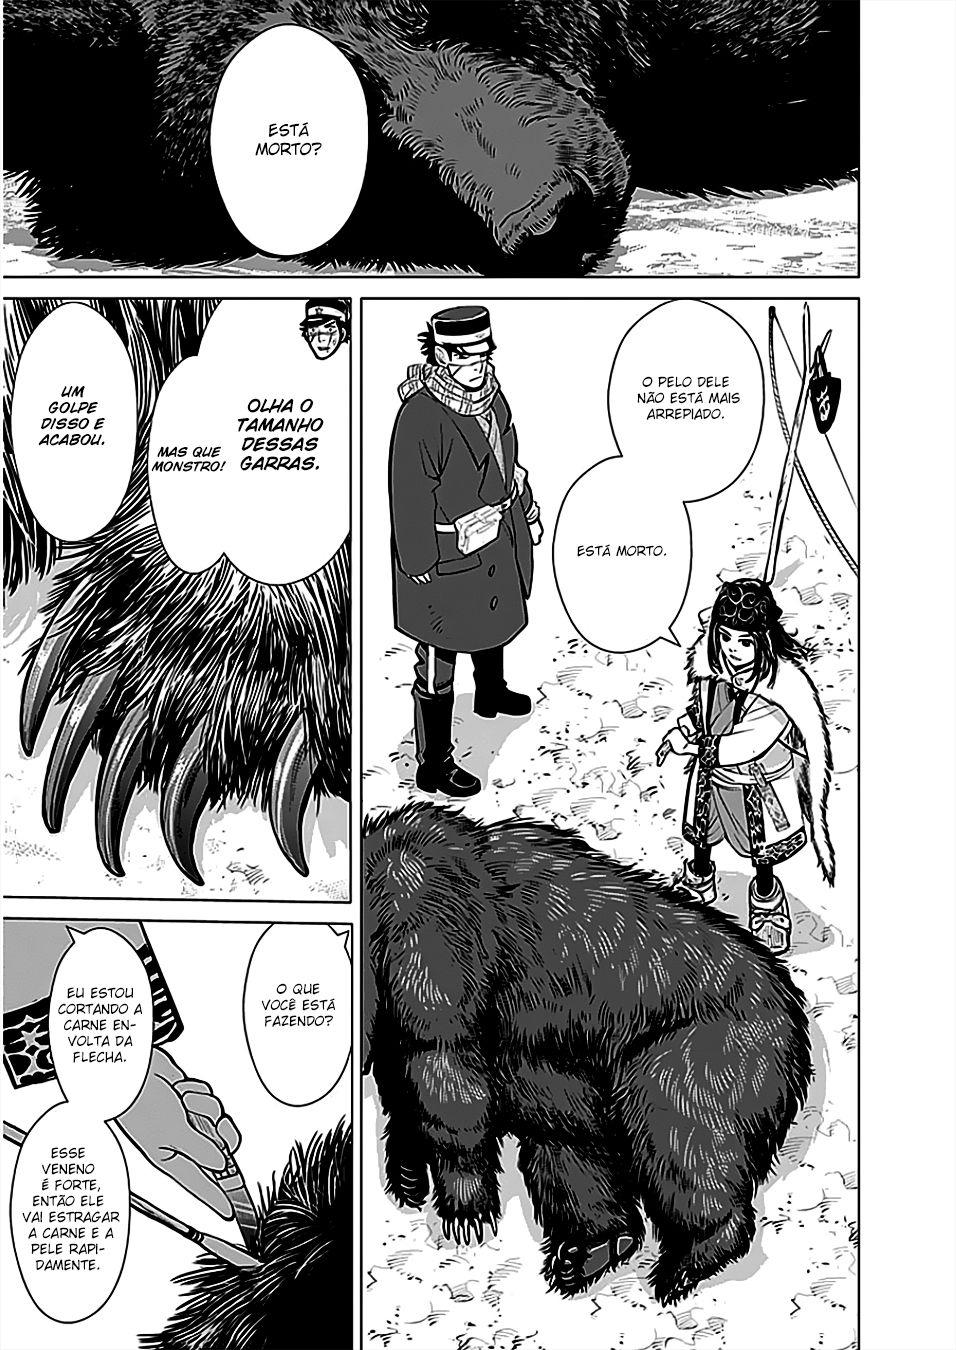 ESTÁ
MORTO?
O PELO DELE
NÃO ESTÁ MAIS
ARREPIADO.
ESTÁ MORTO.
OLHA O
TAMANHO
DESSAS
GARRAS.
MAS QUE
MONSTRO!
UM
GOLPE
DISSO E
ACABOU.
O QUE
VOCÊ ESTÁ
FAZENDO?
EU ESTOU
CORTANDO A
CARNE EN-
VOLTA DA
FLECHA.
ESSE
VENENO
É FORTE,
ENTÃO ELE
VAI ESTRAGAR
A CARNE E A
PELE RAPI-
DAMENTE.